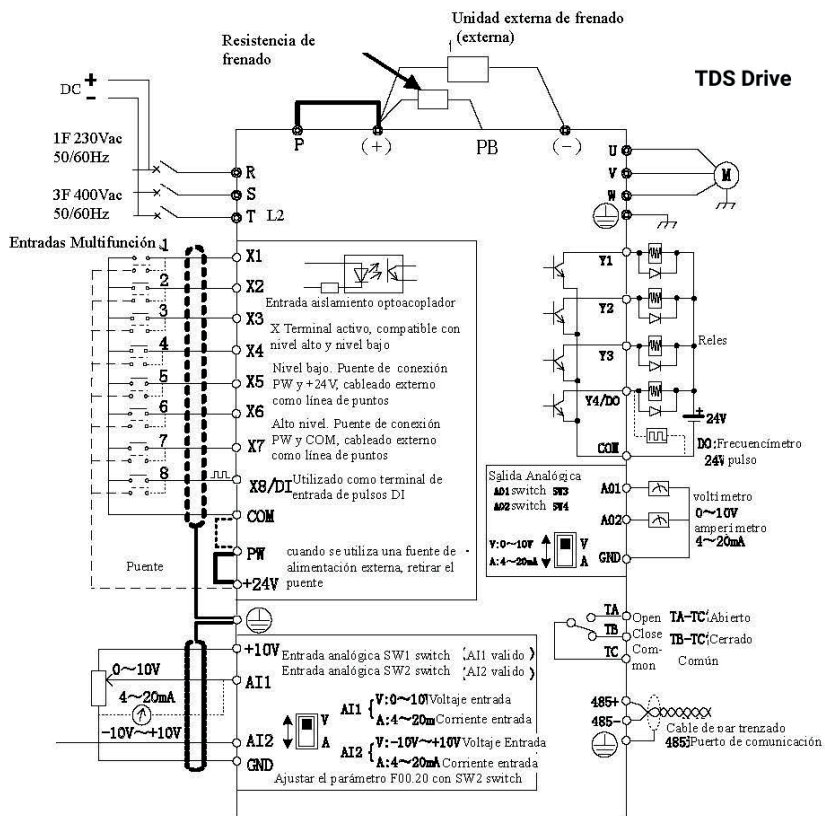 Unidad externa de frenado
(externa)
Resistencia de
frenado
TDS Drive
DC
+
−
P
(+)
PB
(-)
1F 230Vac
50/60Hz
3F 400Vac
50/60Hz
R
S
T L2
U
V
W
M
Entradas Multifunción
1
X1
2
X2
3
X3
4
X4
5
X5
6
X6
7
X7
8
X8/DI
COM
PW
+24V
Puente
Entrada aislamiento optoacoplador
X Terminal activo, compatible con
nivel alto y nivel bajo
Nivel bajo. Puente de conexión
PW y +24V, cableado externo
como línea de puntos
Alto nivel. Puente de conexión
PW y COM, cableado externo
como línea de puntos
Utilizado como terminal de
entrada de pulsos DI
cuando se utiliza una fuente de
alimentación externa, retirar el
puente
Y1
Y2
Y3
Y4/DO
COM
Reles
+
24V
DO:Frecuencímetro
24V pulso
Salida Analógica
AO1 switch SW3
AO2 switch SW4
V:0~10V
A:4~20mA
V
A
AO1
AO2
GND
voltímetro
0~10V
amperímetro
4~20mA
TA
TB
TC
Open
Close
Com-
mon
TA-TC:Abierto
TB-TC:Cerrado
Común
485+
485-
Cable de par trenzado
485:Puerto de comunicación
+10V
AI1
AI2
GND
0~10V
4~20mA
-10V~+10V
Entrada analógica SW1 switch (AI1 valido)
Entrada analógica SW2 switch (AI2 valido)
V
A
AI1 { V:0~10V Voltaje entrada
A:4~20m Corriente entrada
AI2 { V:-10V~+10V Voltaje Entrada
A:4~20mA Corriente entrada
Ajustar el parámetro F00.20 con SW2 switch